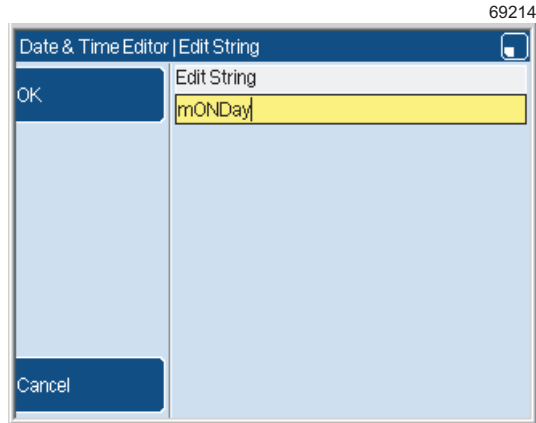 69214
Date & Time Editor | Edit String
Edit String
OK
mONDay
Cancel